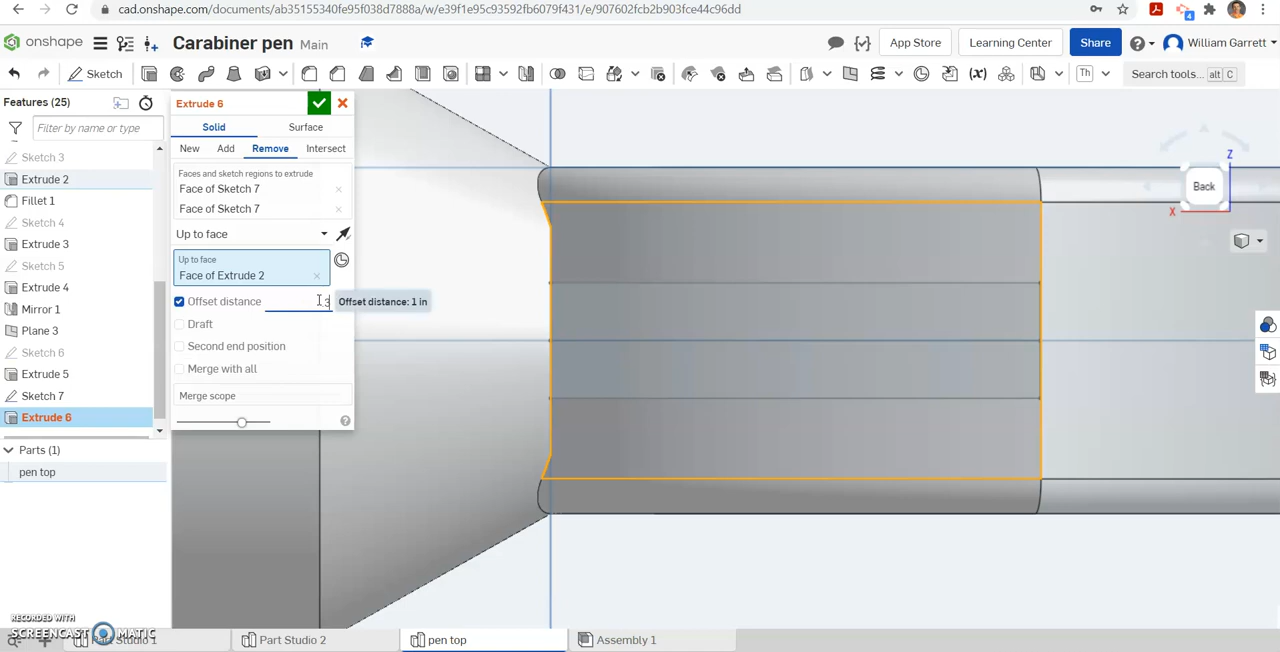 cad.onshape.com/documents/ab35155340fe95f038d7888a/w/e39f1e95c93592fb6079f431/e/907602fcb2b903fce44c96dd
4
onshape
Carabiner pen Main
App Store
Learning Center
Share
William Garrett
Sketch
Th
Search tools... alt C
Features (25)
Filter by name or type
Sketch 3
Extrude 2
Fillet 1
Sketch 4
Extrude 3
Sketch 5
Extrude 4
Mirror 1
Plane 3
Sketch 6
Extrude 5
Sketch 7
Extrude 6
Parts (1)
pen top
Extrude 6
Solid
Surface
New
Add
Remove
Intersect
Faces and sketch regions to extrude
Face of Sketch 7
Face of Sketch 7
Up to face
Up to face
Face of Extrude 2
Offset distance
Offset distance: 1 in
Draft
Second end position
Merge with all
Merge scope
Z
Back
X
RECORDED WITH
SCREENCAST MATIC
Part Studio 1
Part Studio 2
pen top
Assembly 1